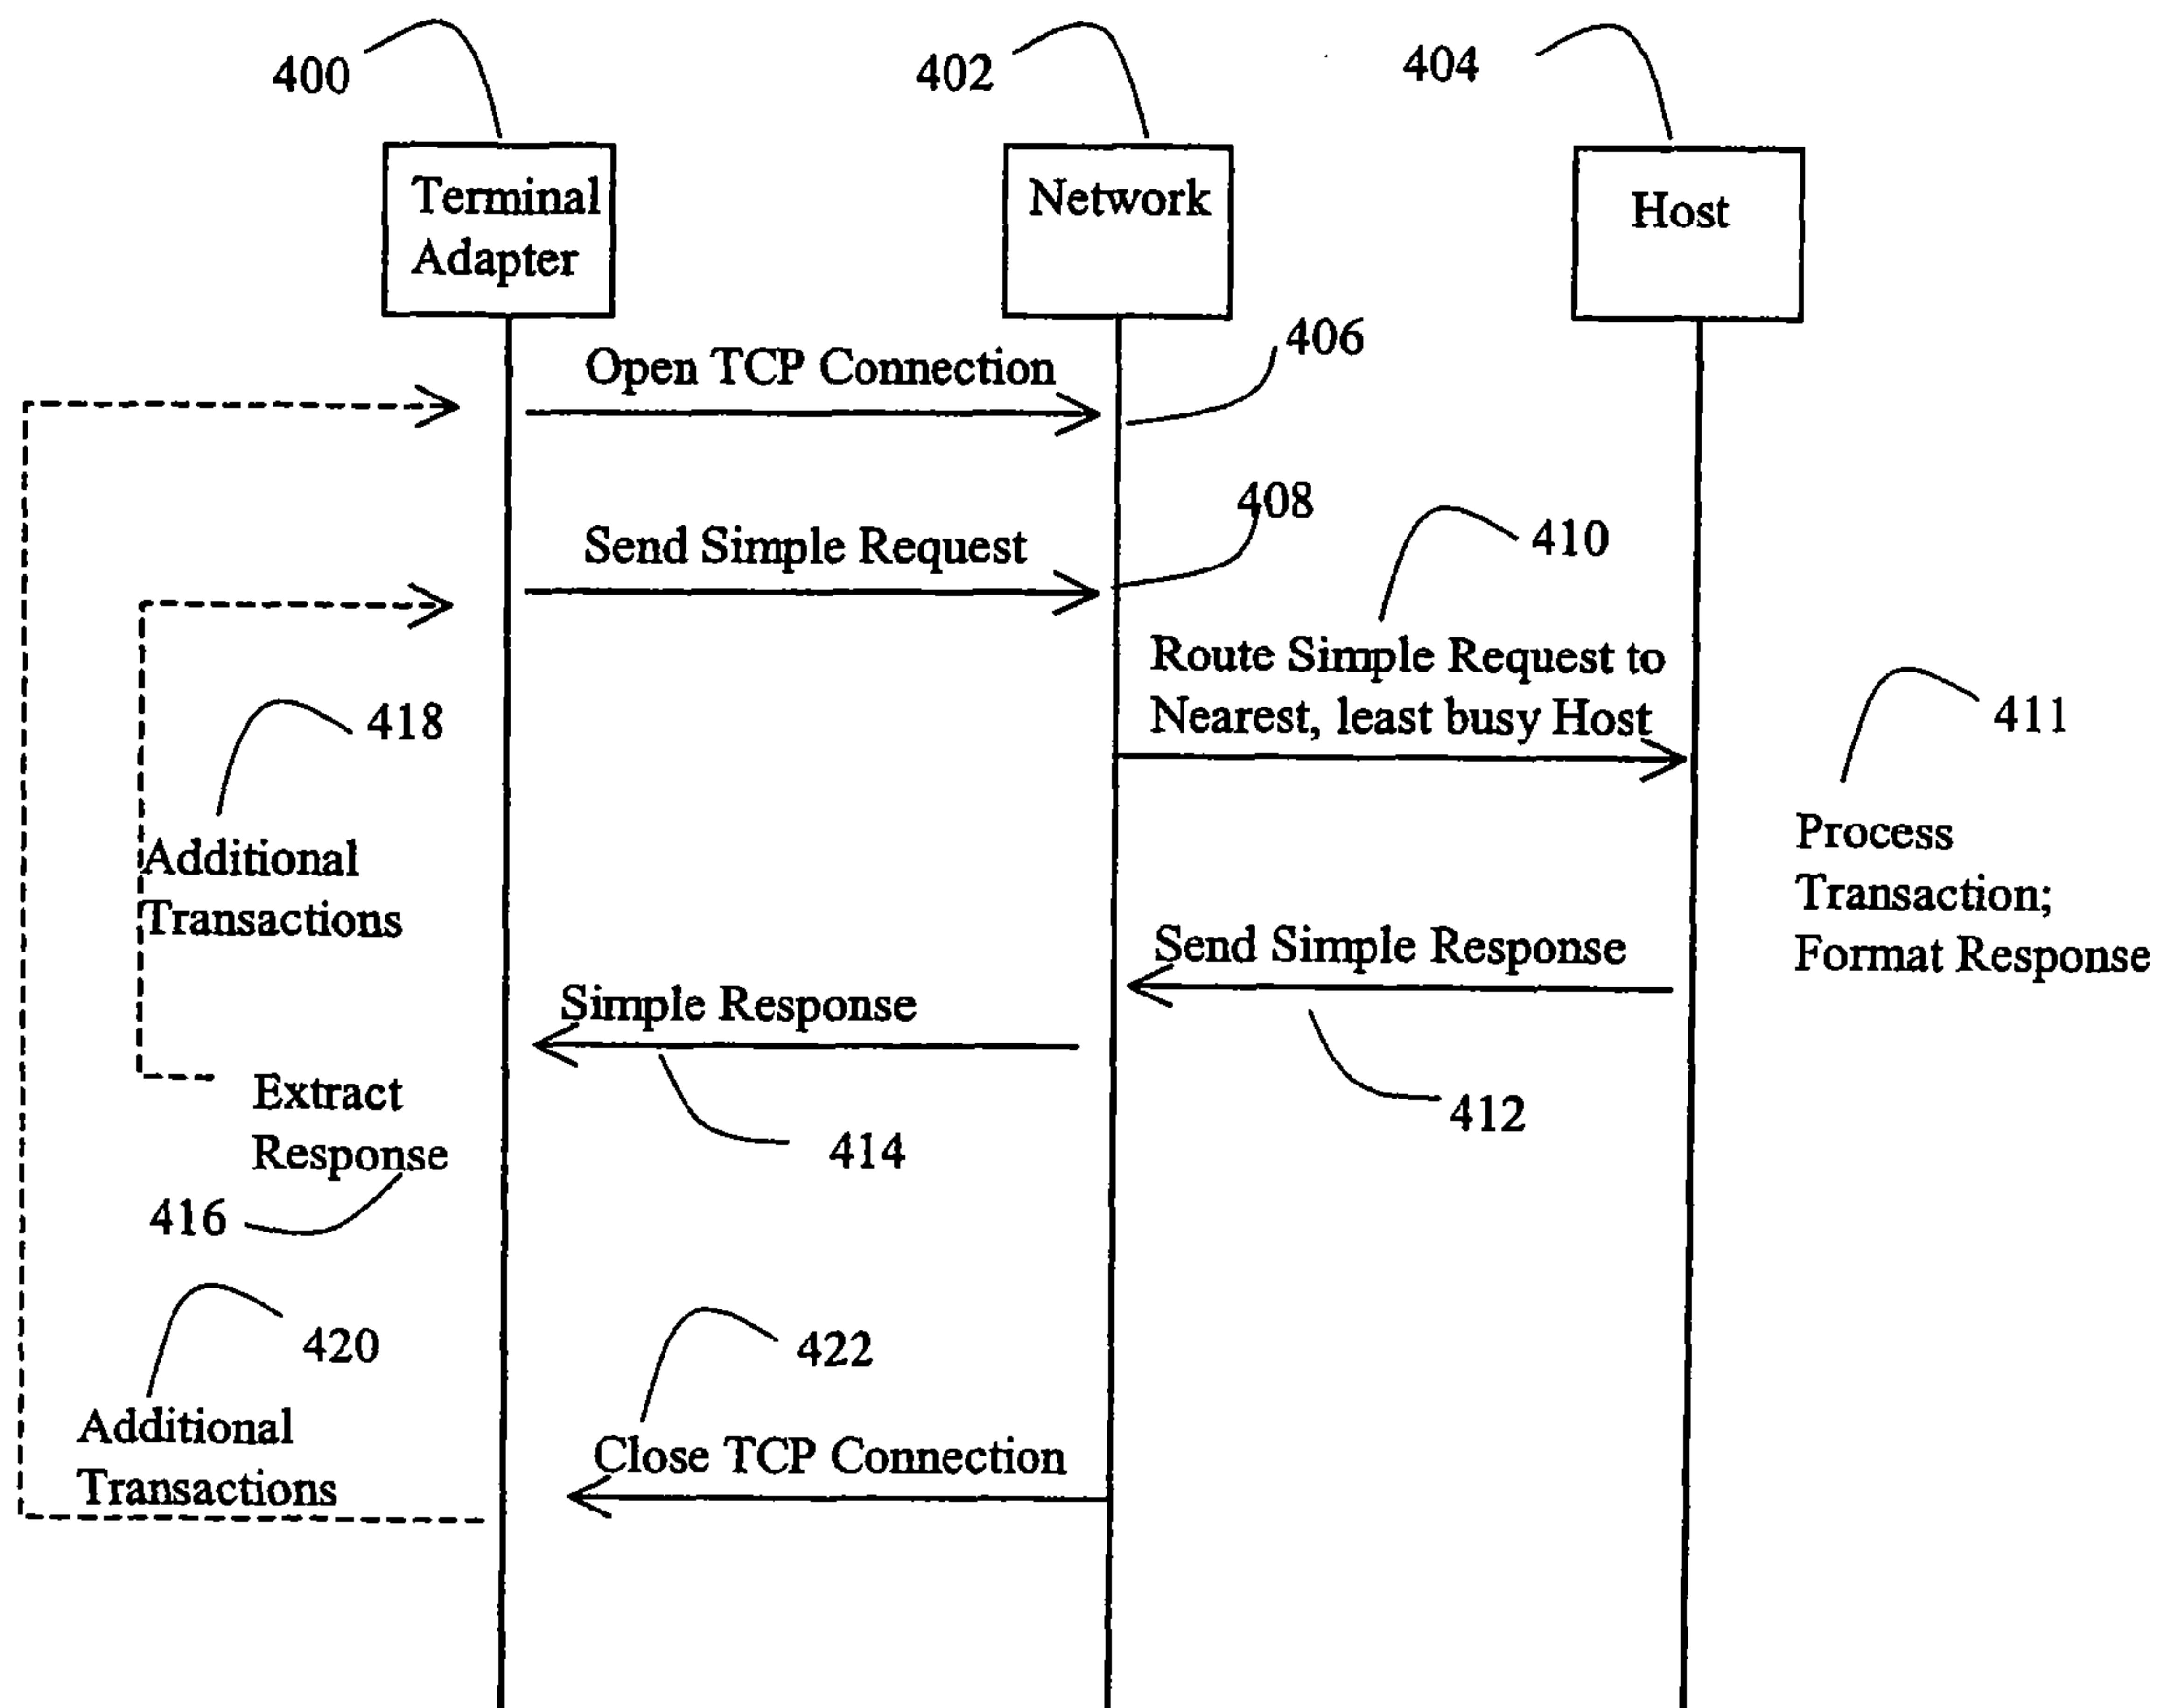 400
402
404
Terminal
Adapter
Network
Host
406
Open TCP Connection
408
Send Simple Request
410
Route Simple Request to
Nearest, least busy Host
411
418
Process
Transaction;
Format Response
Additional
Transactions
Send Simple Response
Simple Response
412
Extract
Response
414
416
420
422
Additional
Transactions
Close TCP Connection